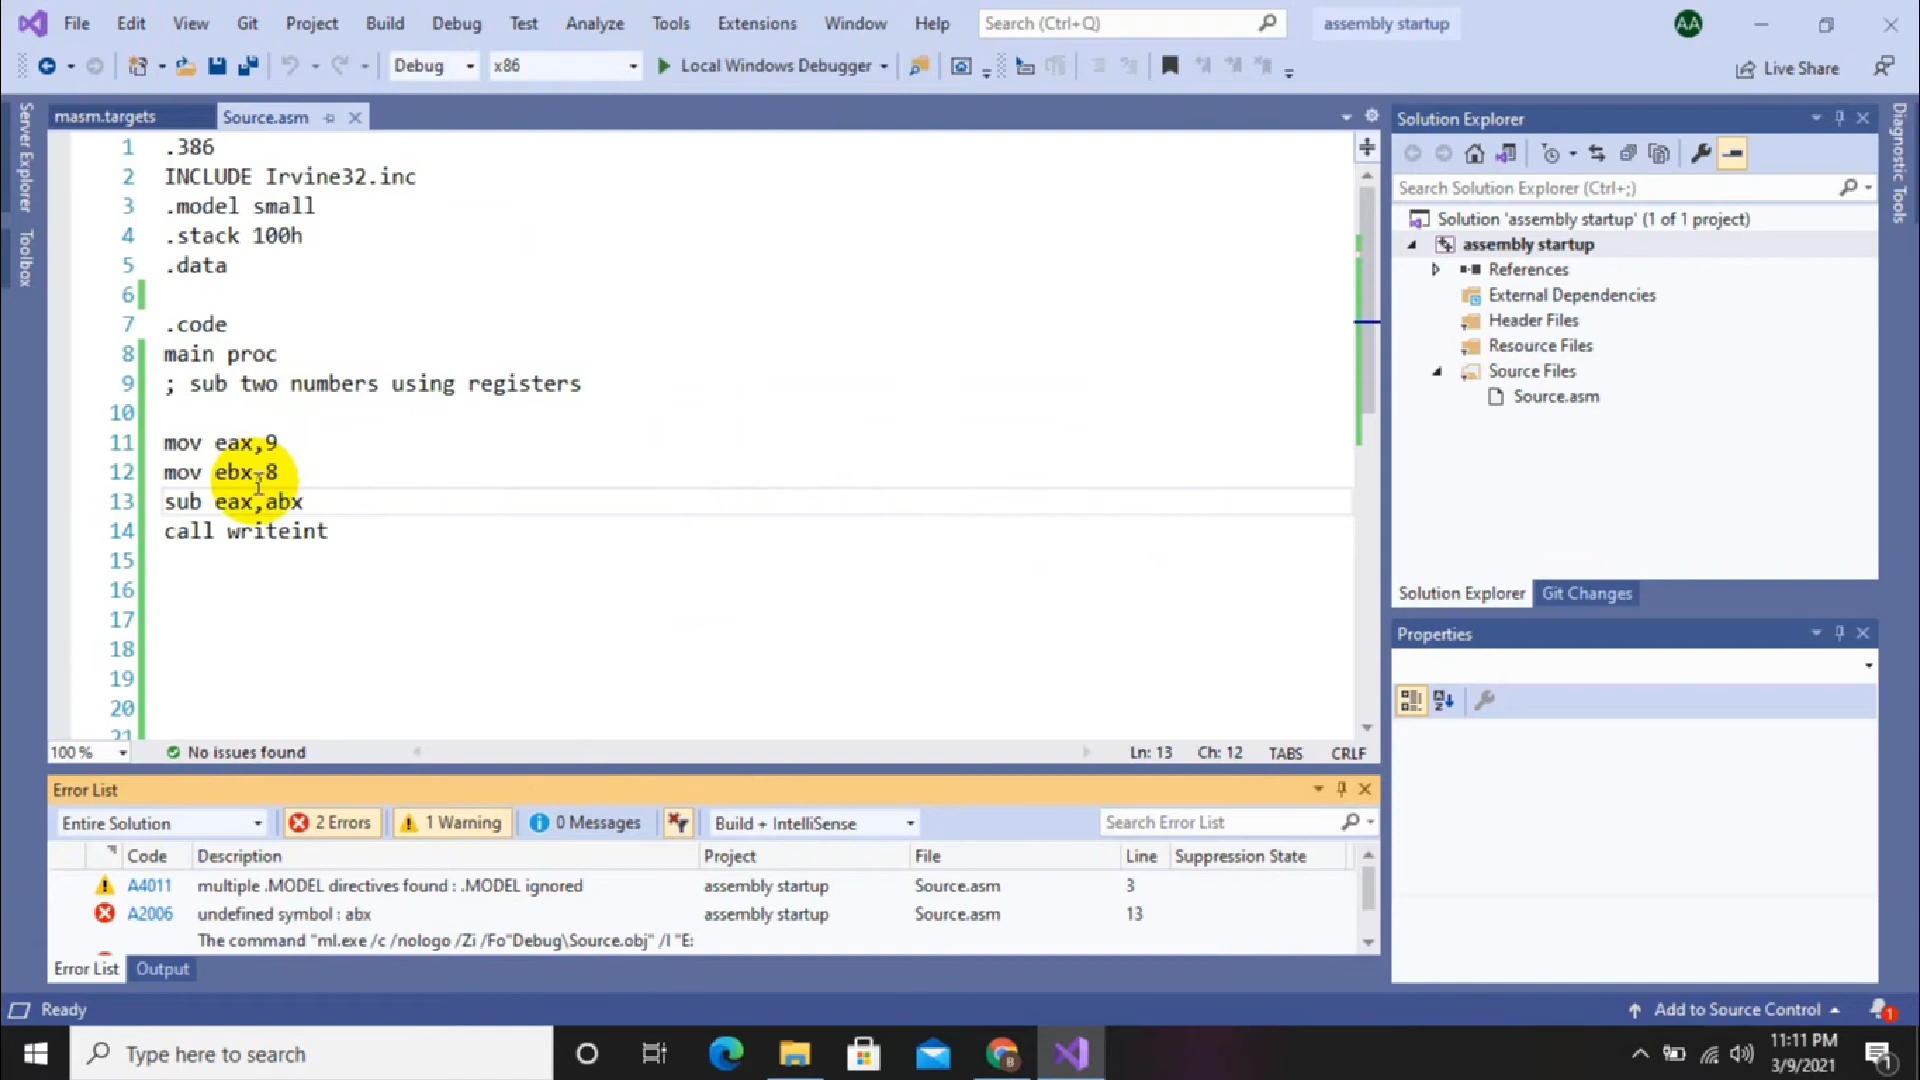 File Edit View Git Project Build Debug Test Analyze Tools Extensions Window Help Search (Ctrl+Q) assembly startup AA
Debug x86 Local Windows Debugger Live Share
Server Explorer
Toolbox
masm.targets Source.asm
1 .386
2 INCLUDE Irvine32.inc
3 .model small
4 .stack 100h
5 .data
6
7 .code
8 main proc
9 ; sub two numbers using registers
10
11 mov eax,9
12 mov ebx,8
13 sub eax,abx
14 call writeint
15
16
17
18
19
20
21
100 % No issues found Ln: 13 Ch: 12 TABS CRLF
Error List
Entire Solution 2 Errors 1 Warning 0 Messages Build + IntelliSense Search Error List
Code Description Project File Line Suppression State
A4011 multiple .MODEL directives found : .MODEL ignored assembly startup Source.asm 3
A2006 undefined symbol : abx assembly startup Source.asm 13
The command "ml.exe /c /nologo /Zi /Fo"Debug\Source.obj" /I "E:
Error List Output
Solution Explorer
Search Solution Explorer (Ctrl+;)
Solution 'assembly startup' (1 of 1 project)
assembly startup
References
External Dependencies
Header Files
Resource Files
Source Files
Source.asm
Solution Explorer Git Changes
Properties
Diagnostic Tools
Ready Add to Source Control 1
Type here to search B 11:11 PM
3/9/2021 1